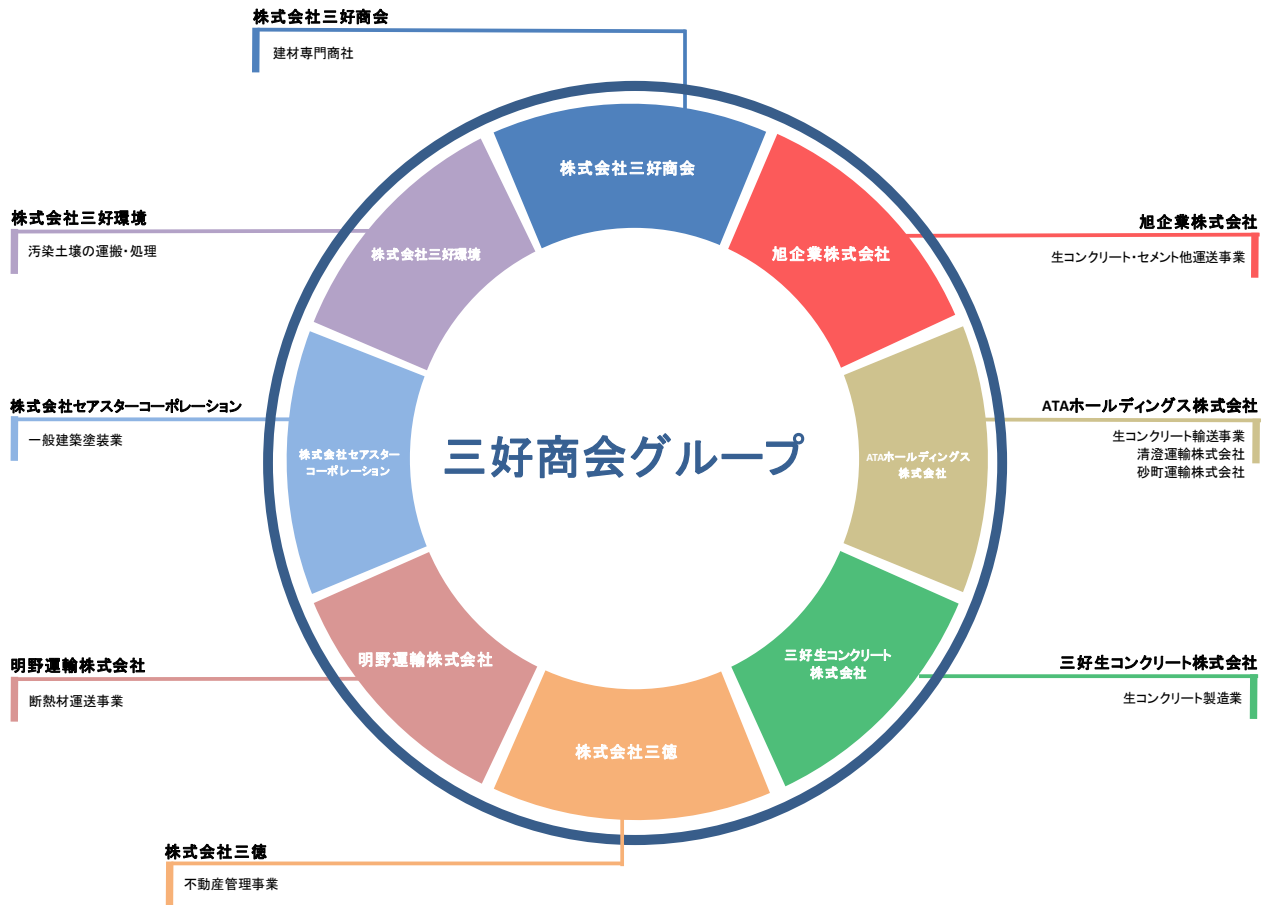 株式会社三好商会
建材専門商社
株式会社三好商会
株式会社三好環境
汚染土壌の運搬・処理
株式会社三好環境
旭企業株式会社
旭企業株式会社
生コンクリート・セメント他運送事業
株式会社セアスターコーポレーション
一般建築塗装業
株式会社セアスター
コーポレーション
三好商会グループ
ATAホールディングス
株式会社
ATAホールディングス株式会社
生コンクリート輸送事業
清澄運輸株式会社
砂町運輸株式会社
明野運輸株式会社
断熱材運送事業
明野運輸株式会社
三好生コンクリート
株式会社
三好生コンクリート株式会社
生コンクリート製造業
株式会社三徳
株式会社三徳
不動産管理事業